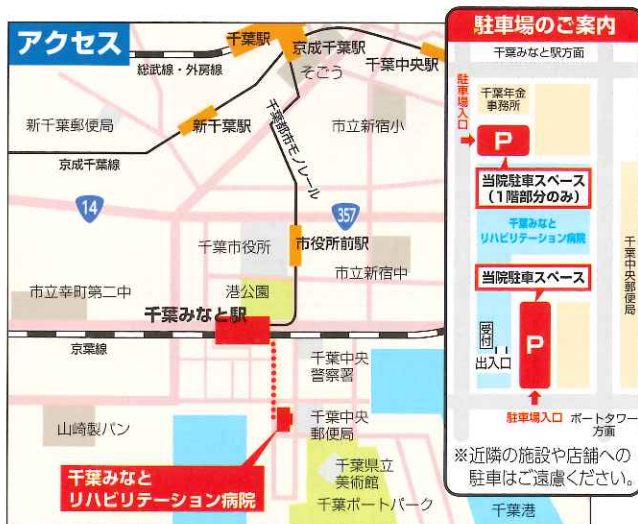 アクセス
千葉駅
京成千葉駅
総武線・外房線
そごう
千葉中央駅
新千葉郵便局
新千葉駅
市立新宿小
京成千葉線
千葉都市モノレール
14
357
千葉市役所
市役所前駅
市立幸町第二中
港公園
市立新宿中
千葉みなと駅
京葉線
千葉中央
警察署
山崎製パン
千葉中央
郵便局
千葉みなと
リハビリテーション病院
千葉県立
美術館
千葉ポートパーク
千葉港
駐車場のご案内
千葉みなと駅方面
駐車場入口
千葉年金
事務所
P
当院駐車スペース
(1階部分のみ)
千葉みなと
リハビリテーション病院
当院駐車スペース
千葉中央郵便局
受付
P
出入口
駐車場入口
ポートタワー
方面
※近隣の施設や店舗への
駐車はご遠慮ください。